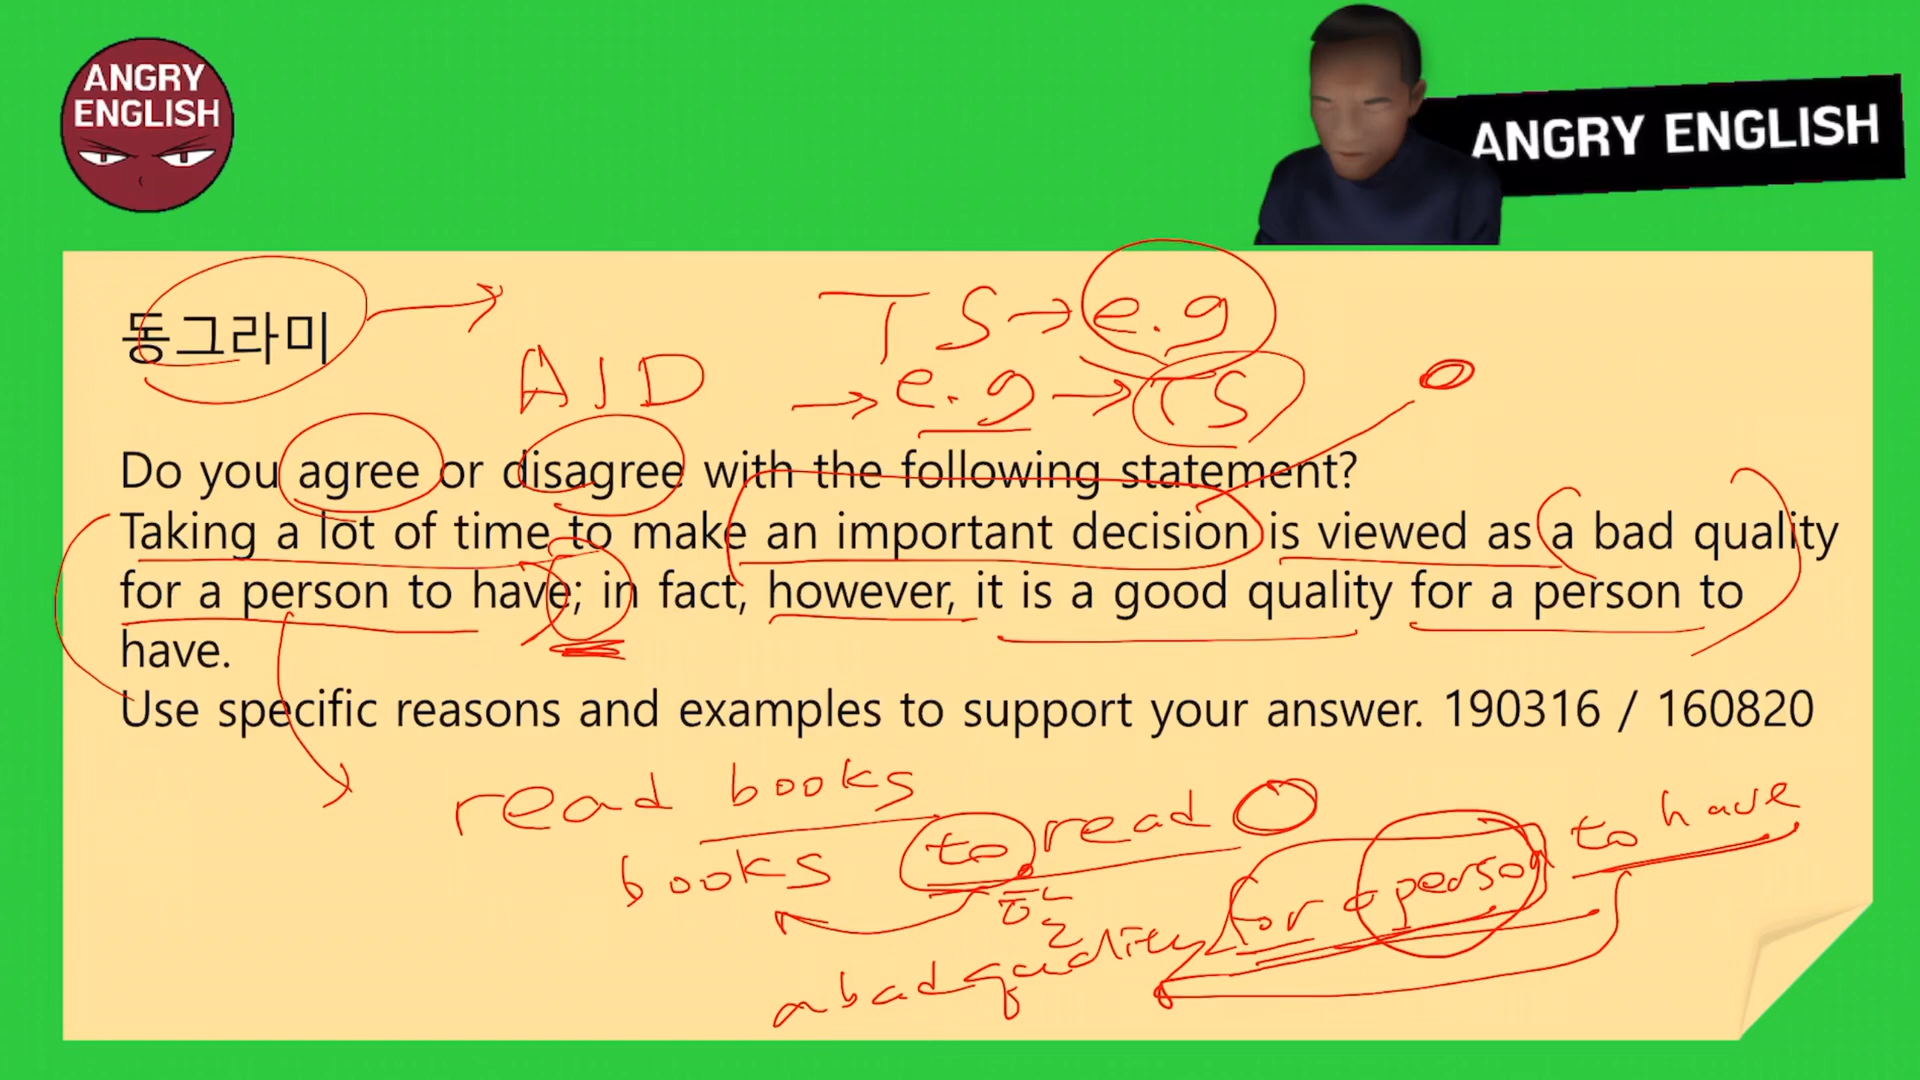 ANGRY
ENGLISH
ANGRY ENGLISH
동그라미
TS → e.g
A/D
→ e.g → TS
Do you agree or disagree with the following statement?
Taking a lot of time to make an important decision is viewed as a bad quality
for a person to have; in fact, however, it is a good quality for a person to
have.
Use specific reasons and examples to support your answer. 190316 / 160820
read books
books to read
a bad quality for a person to have